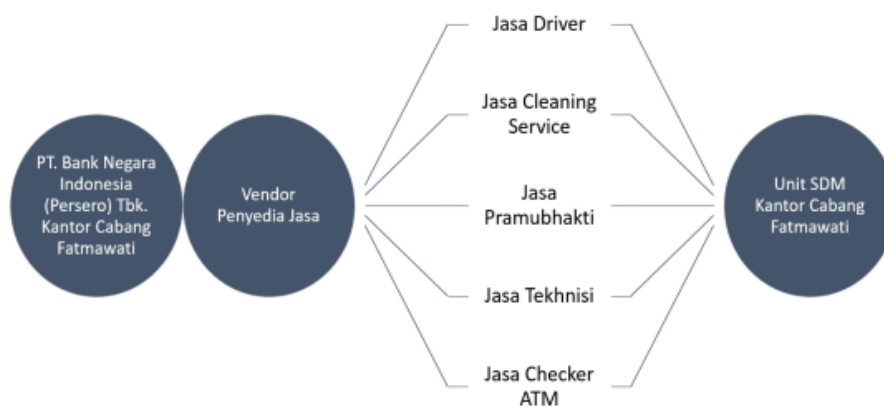 PT. Bank Negara
Indonesia
(Persero) Tbk.
Kantor Cabang
Fatmawati
Vendor
Penyedia Jasa
Jasa Driver
Jasa Cleaning
Service
Jasa
Pramubhakti
Jasa Tekhnisi
Jasa Checker
ATM
Unit SDM
Kantor Cabang
Fatmawati